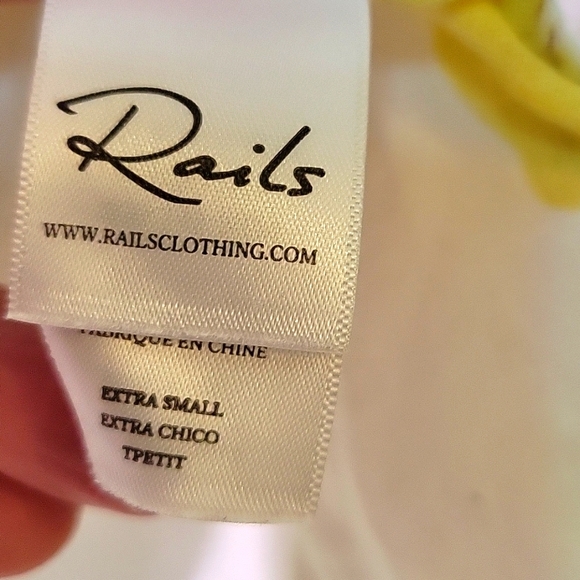 Rails
WWW.RAILSCLOTHING.COM
FABRIQUE EN CHINE
EXTRA SMALL
EXTRA CHICO
TPETIT